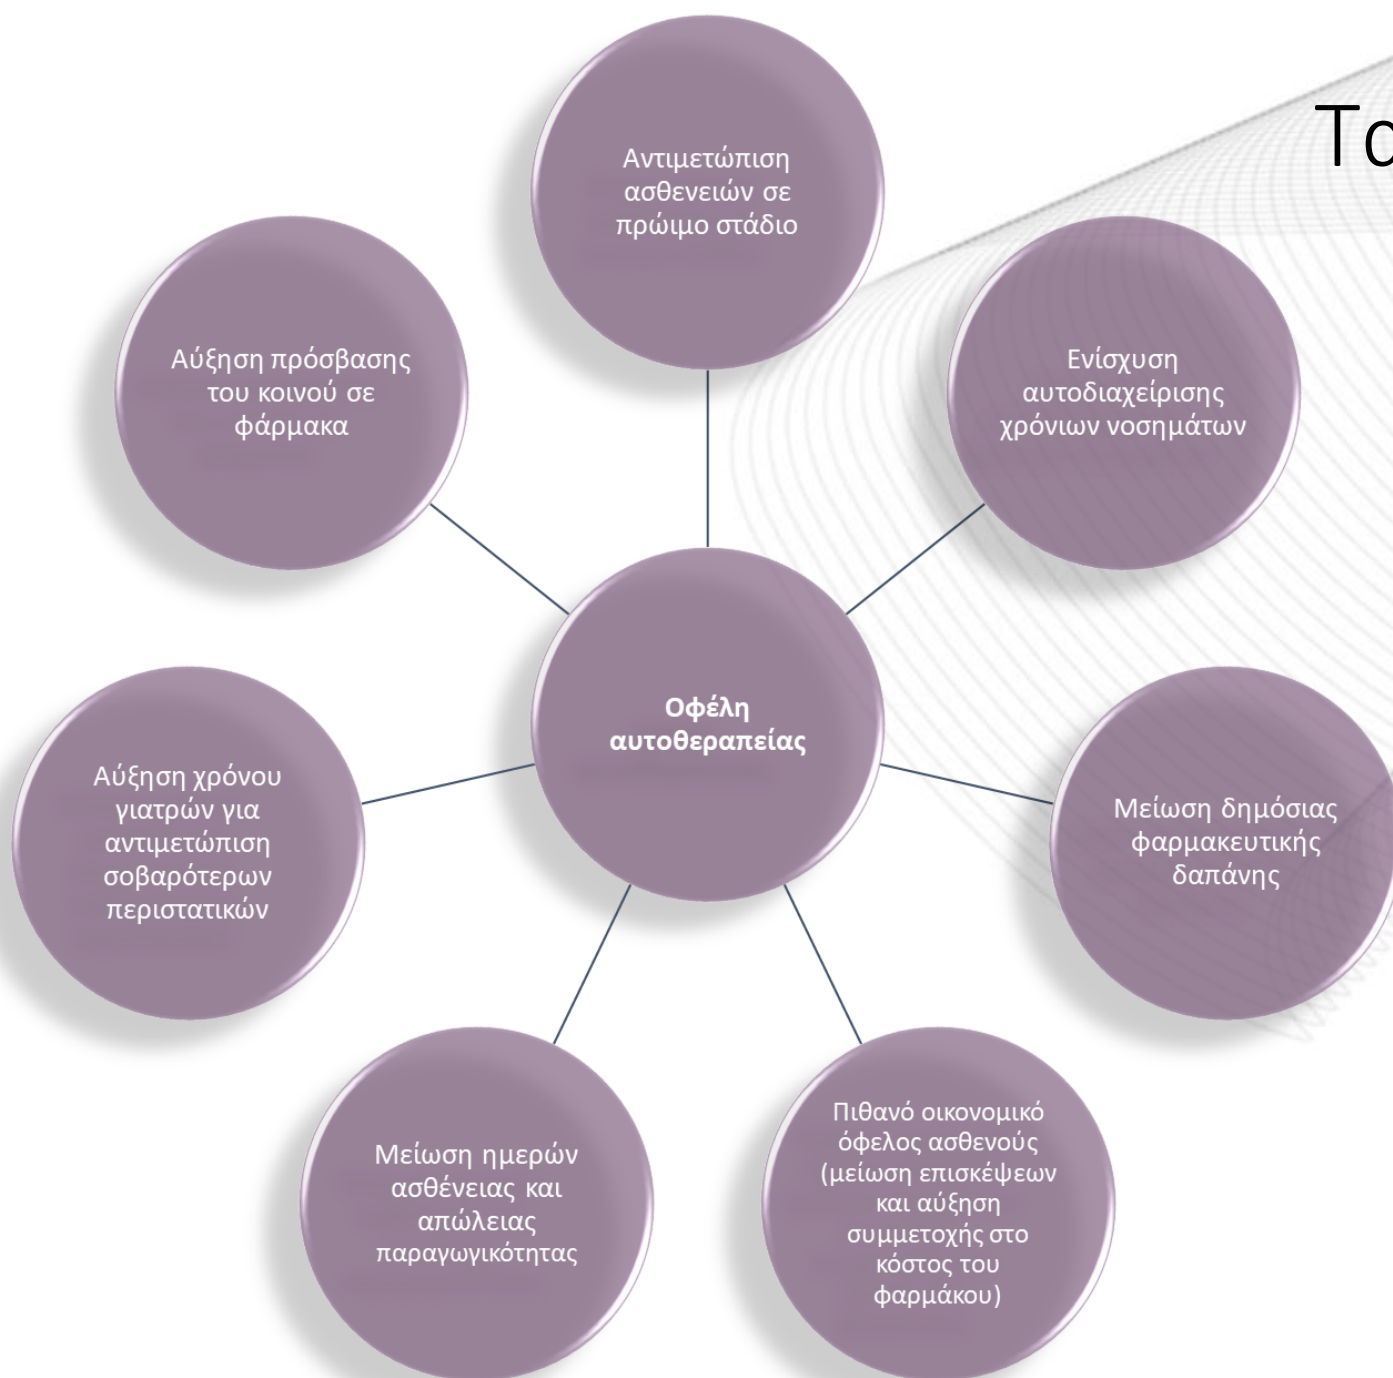 Το
Αντιμετώπιση
ασθενειών σε
πρώιμο στάδιο
Ενίσχυση
αυτοδιαχείρισης
χρόνιων νοσημάτων
Μείωση δημόσιας
φαρμακευτικής
δαπάνης
Πιθανό οικονομικό
όφελος ασθενούς
(μείωση επισκέψεων
και αύξηση
συμμετοχής στο
κόστος του
φαρμάκου)
Μείωση ημερών
ασθένειας και
απώλειας
παραγωγικότητας
Αύξηση χρόνου
γιατρών για
αντιμετώπιση
σοβαρότερων
περιστατικών
Αύξηση πρόσβασης
του κοινού σε
φάρμακα
Οφέλη
αυτοθεραπείας